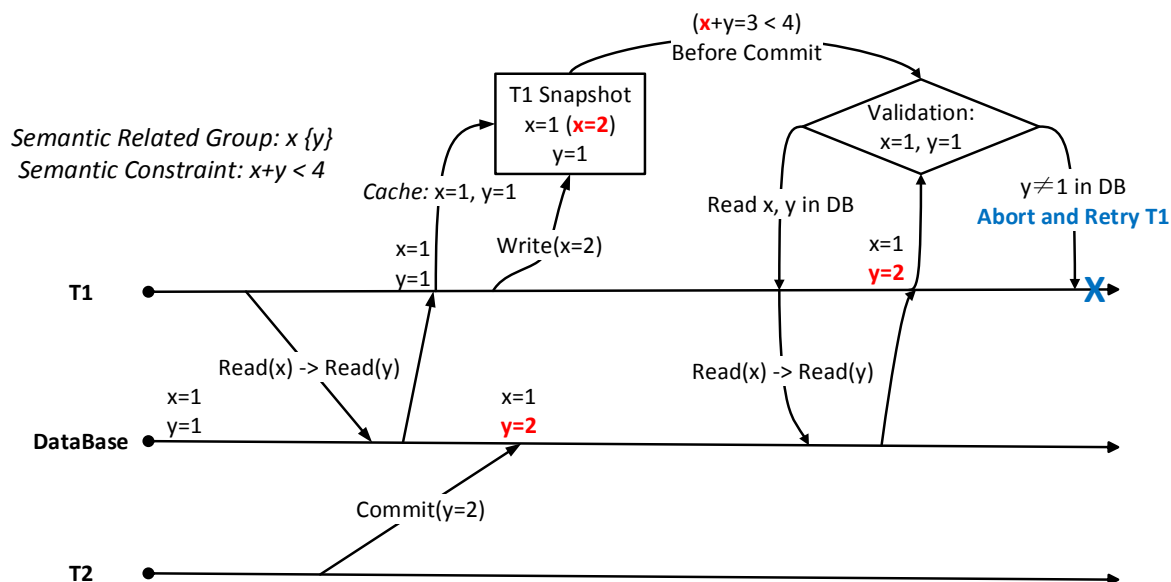 (x+y=3 < 4)
Before Commit
T1 Snapshot
x=1 (x=2)
y=1
Validation:
x=1, y=1
Semantic Related Group: x {y}
Semantic Constraint: x+y < 4
Cache: x=1, y=1
Read x, y in DB
y≠1 in DB
Abort and Retry T1
Write(x=2)
x=1
y=1
x=1
y=2
T1
X
Read(x) -> Read(y)
Read(x) -> Read(y)
x=1
y=1
x=1
y=2
DataBase
Commit(y=2)
T2